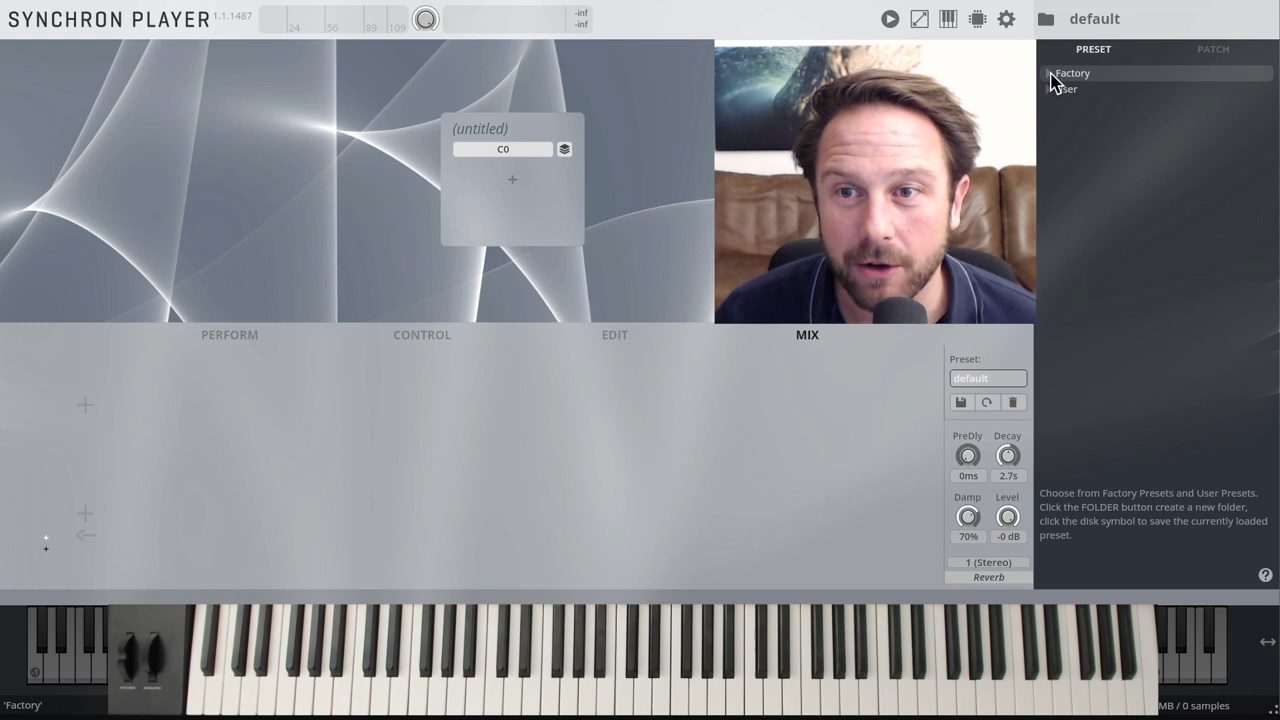 SYNCHRON PLAYER 1.1.1487
24 56 89 109
-inf
-inf
default
PRESET PATCH
Factory
ser
(untitled)
C0
+
PERFORM CONTROL EDIT MIX
Preset:
default
PreDly Decay
0ms 2.7s
Damp Level
70% -0 dB
1 (Stereo)
Reverb
Choose from Factory Presets and User Presets.
Click the FOLDER button create a new folder,
click the disk symbol to save the currently loaded
preset.
?
'Factory'
MB / 0 samples